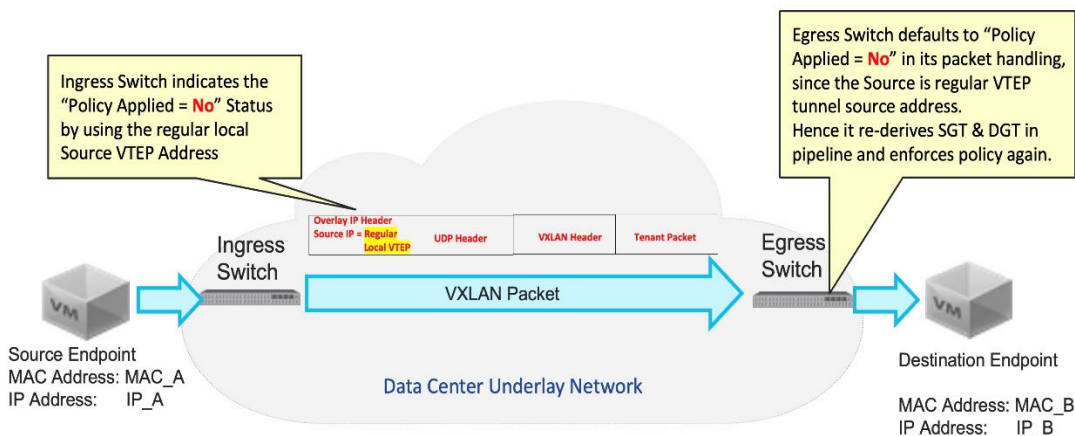 Ingress Switch indicates the
“Policy Applied = No” Status
by using the regular local
Source VTEP Address
Egress Switch defaults to “Policy
Applied = No” in its packet handling,
since the Source is regular VTEP
tunnel source address.
Hence it re-derives SGT & DGT in
pipeline and enforces policy again.
Overlay IP Header
Source IP = Regular
Local VTEP
UDP Header
VXLAN Header
Tenant Packet
Ingress
Switch
Egress
Switch
VM
VXLAN Packet
VM
Source Endpoint
MAC Address: MAC_A
IP Address: IP_A
Data Center Underlay Network
Destination Endpoint
MAC Address: MAC_B
IP Address: IP_B